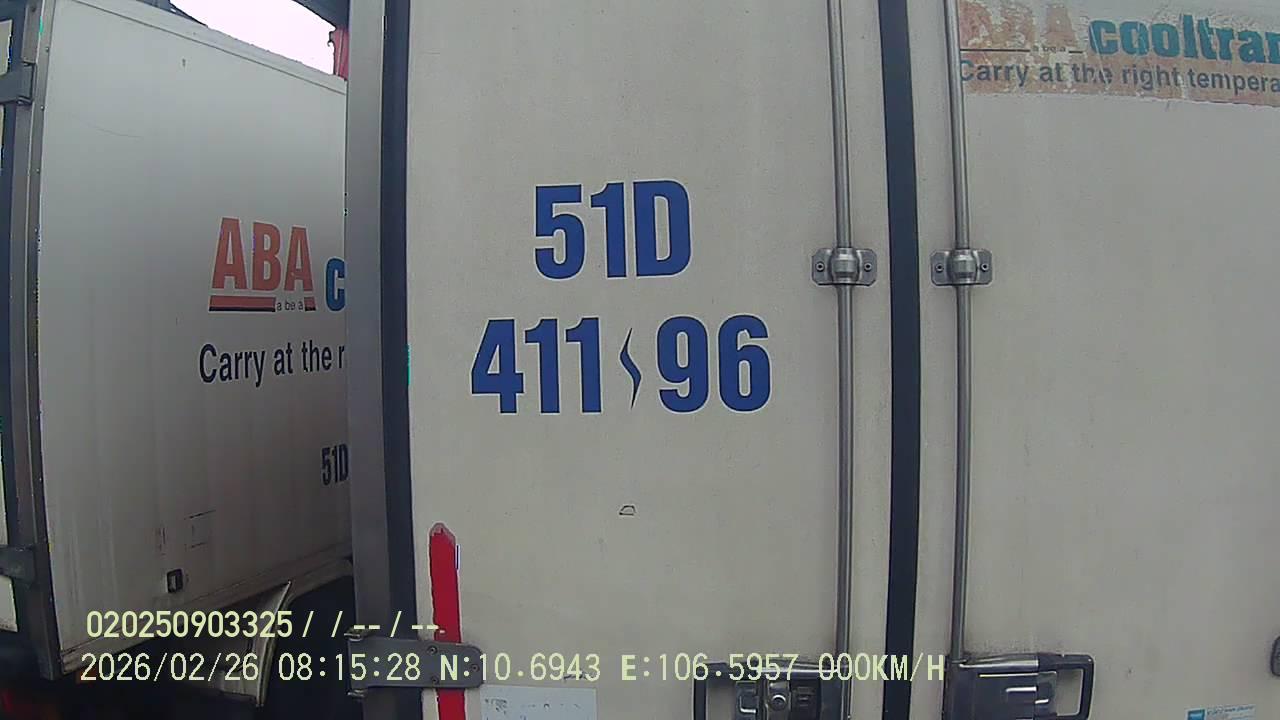 ABA cooltran
Carry at the right tempera
51D
411 96
ABA c
a be a
Carry at the r
51D
020250903325/ /--/--
2026/02/26 08:15:28 N:10.6943 E:106.5957 000KM/H